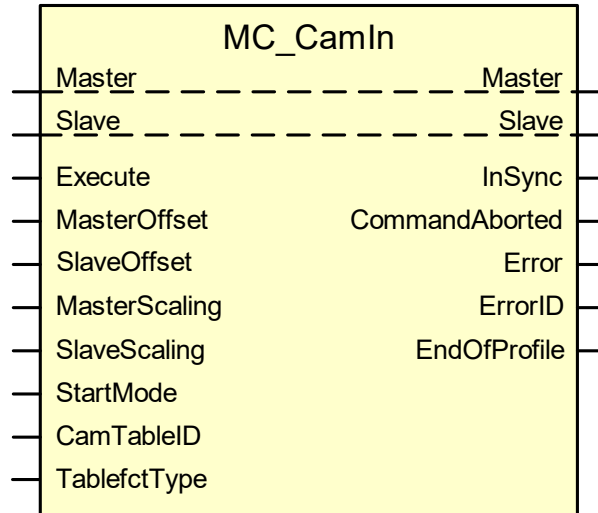 MC_CamIn
Master Master
Slave Slave
Execute InSync
MasterOffset CommandAborted
SlaveOffset Error
MasterScaling ErrorID
SlaveScaling EndOfProfile
StartMode
CamTableID
TablefctType